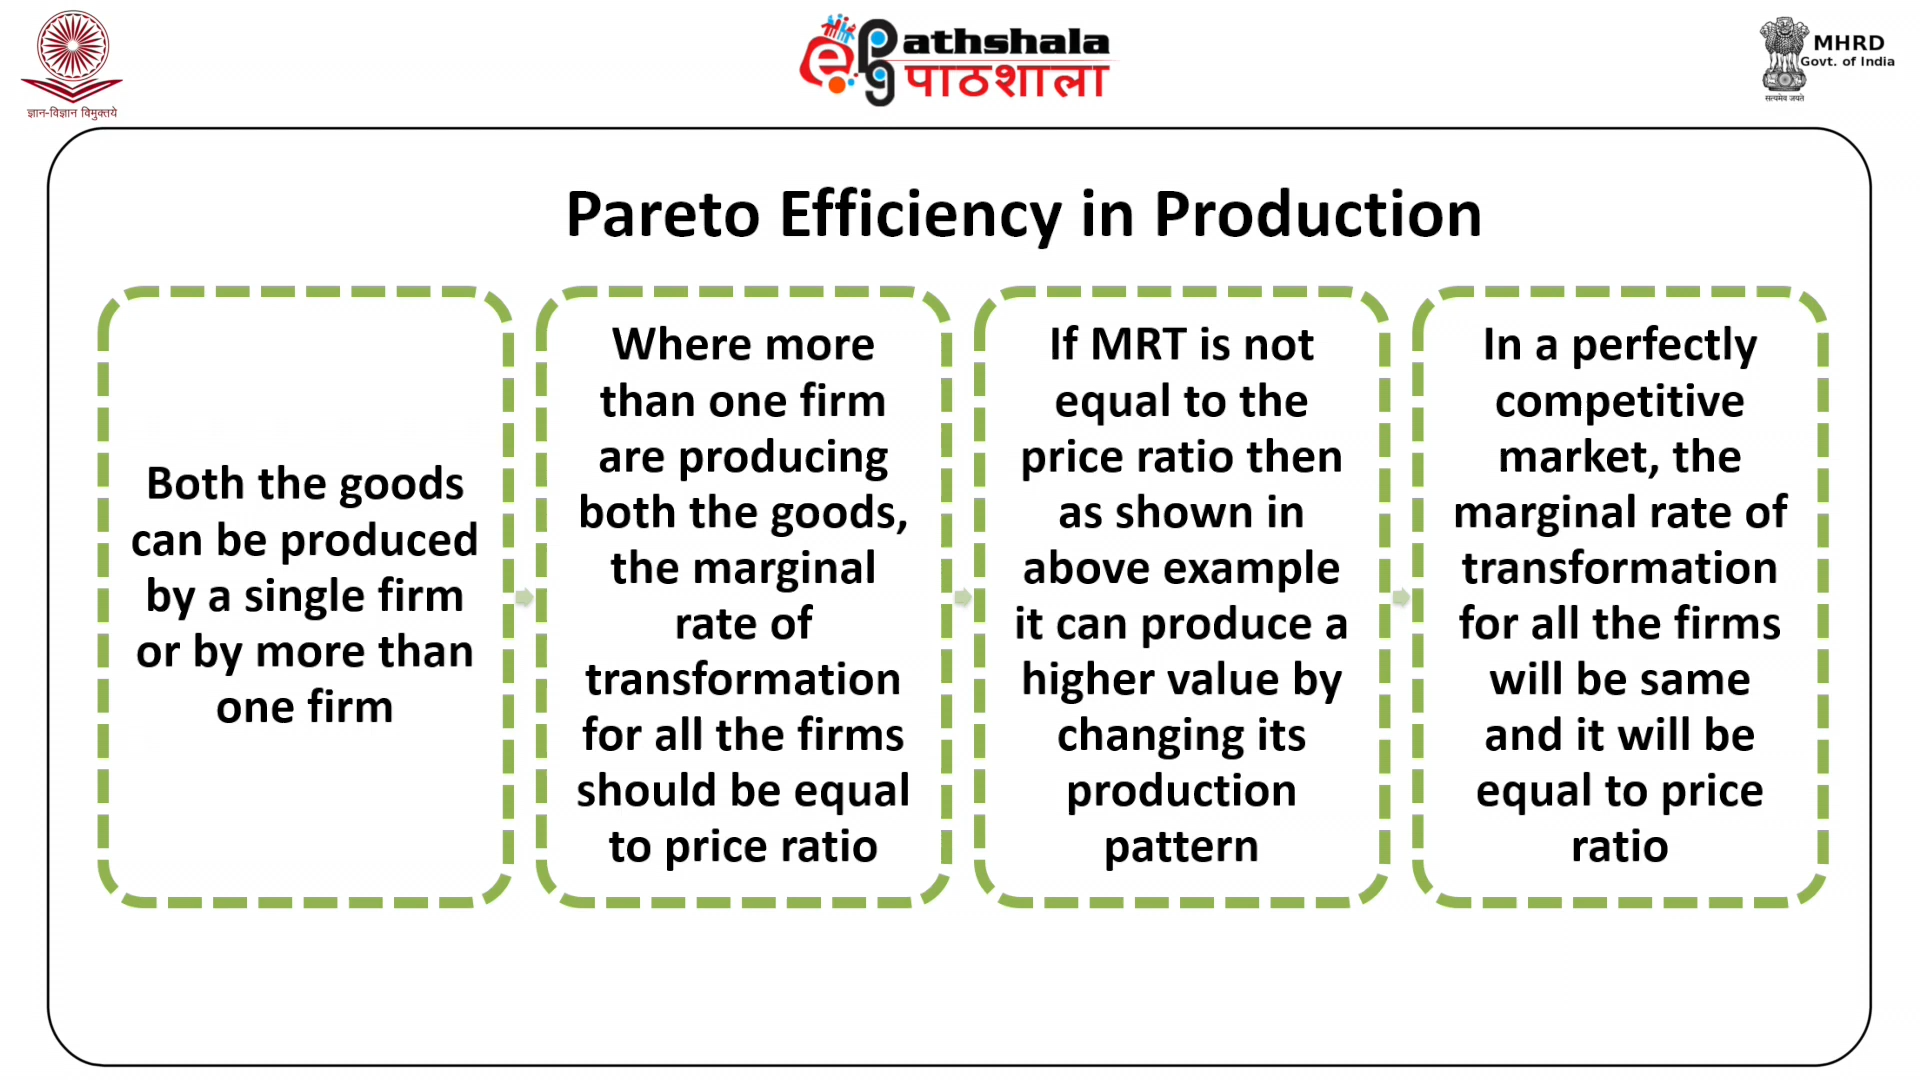 ज्ञान-विज्ञान विमुक्तये
ePG athshala
पाठशाला
MHRD
Govt. of India
सत्यमेव जयते
Pareto Efficiency in Production
Both the goods
can be produced
by a single firm
or by more than
one firm
Where more
than one firm
are producing
both the goods,
the marginal
rate of
transformation
for all the firms
should be equal
to price ratio
If MRT is not
equal to the
price ratio then
as shown in
above example
it can produce a
higher value by
changing its
production
pattern
In a perfectly
competitive
market, the
marginal rate of
transformation
for all the firms
will be same
and it will be
equal to price
ratio